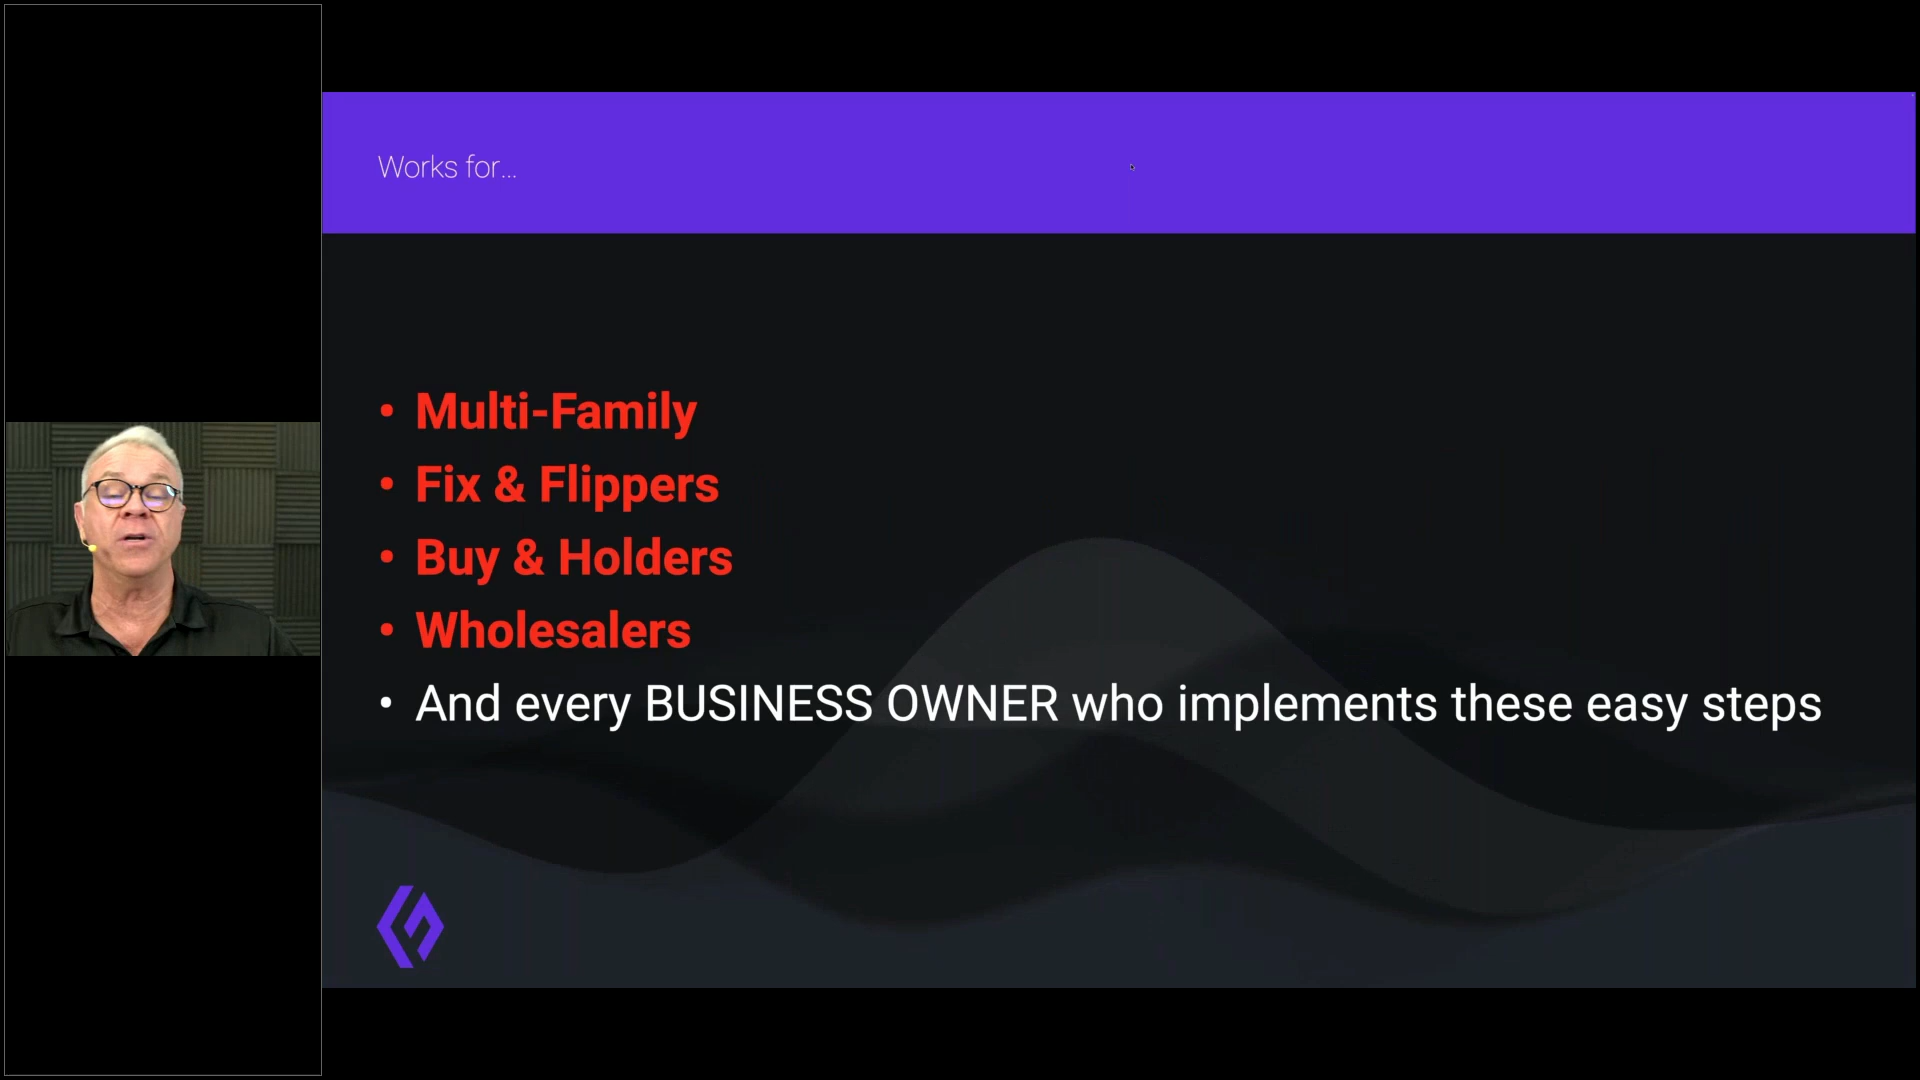 Works for...
• Multi-Family
• Fix & Flippers
• Buy & Holders
• Wholesalers
• And every BUSINESS OWNER who implements these easy steps